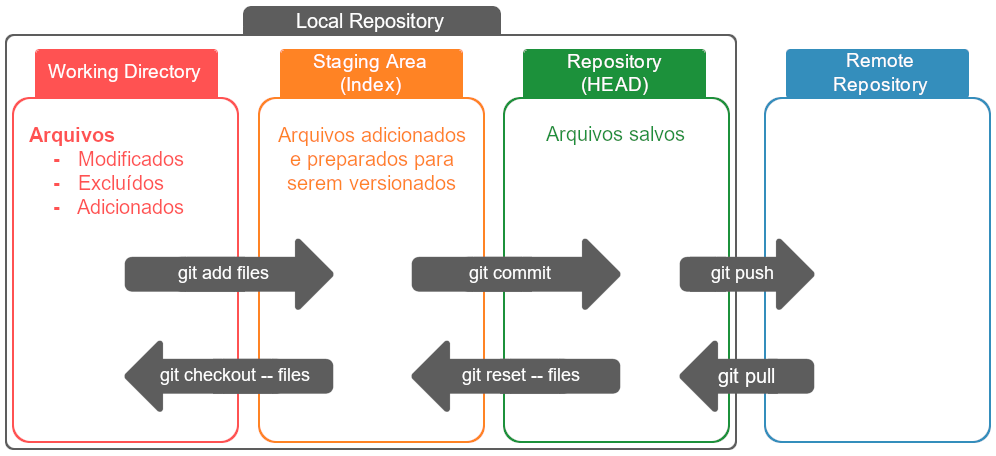 Local Repository
Working Directory
Staging Area
(Index)
Repository
(HEAD)
Remote
Repository
Arquivos
- Modificados
- Excluídos
- Adicionados
Arquivos adicionados
e preparados para
serem versionados
Arquivos salvos
git add files
git commit
git push
git checkout -- files
git reset -- files
git pull